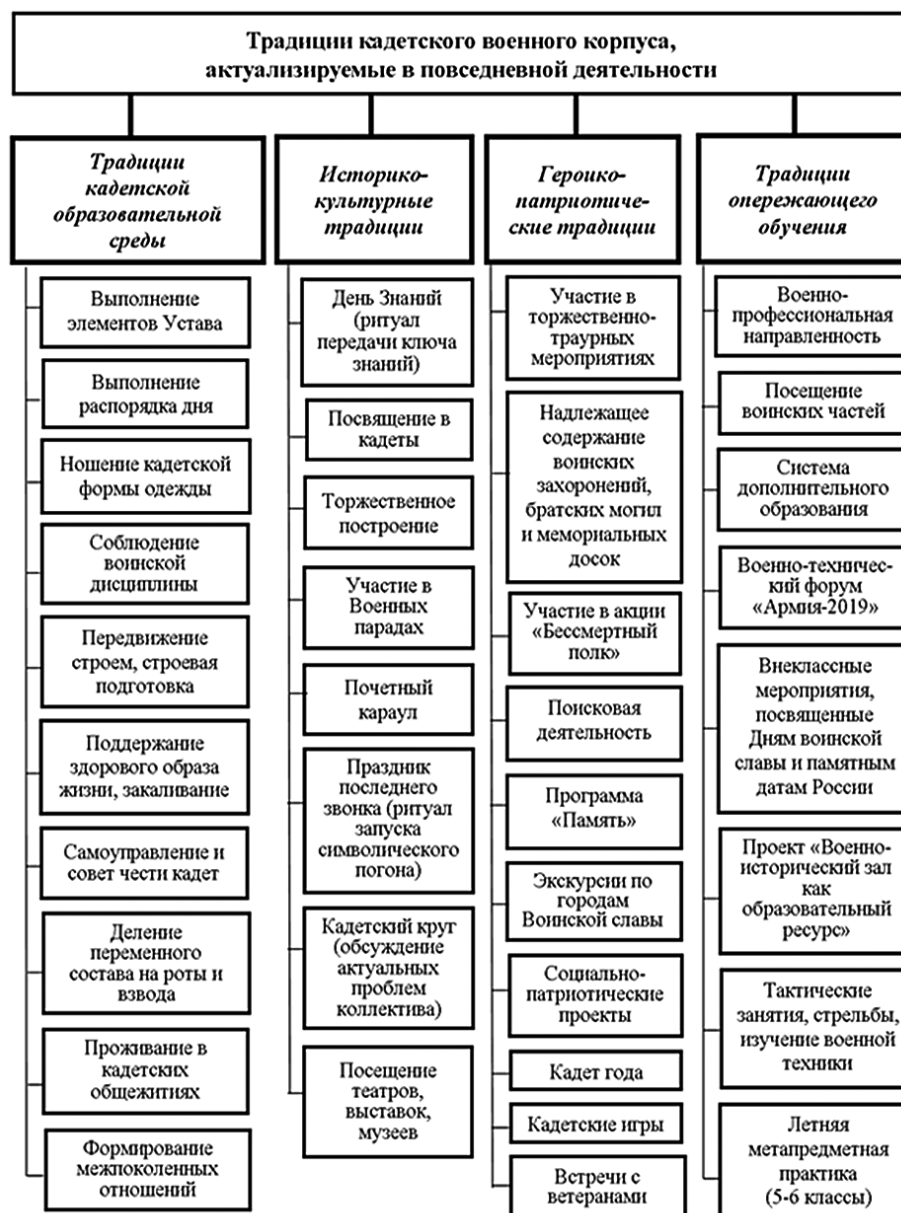 Традиции кадетского военного корпуса,
актуализируемые в повседневной деятельности
Традиции
кадетской
образовательной
среды
Выполнение
элементов Устава
Выполнение
распорядка дня
Ношение кадетской
формы одежды
Соблюдение
воинской
дисциплины
Передвижение
строем, строевая
подготовка
Поддержание
здорового образа
жизни, закаливание
Самоуправление и
совет чести кадет
Деление
переменного
состава на роты и
взвода
Проживание в
кадетских
общежитиях
Формирование
межпоколенных
отношений
Историко-
культурные
традиции
День Знаний
(ритуал
передачи ключа
знаний)
Посвящение в
кадеты
Торжественное
построение
Участие в
Военных
парадах
Почетный
караул
Праздник
последнего
звонка (ритуал
запуска
символического
погона)
Кадетский круг
(обсуждение
актуальных
проблем
коллектива)
Посещение
театров,
выставок,
музеев
Героико-
патриотиче-
ские традиции
Участие в
торжественно-
траурных
мероприятиях
Надлежащее
содержание
воинских
захоронений,
братских могил
и мемориальных
досок
Участие в акции
«Бессмертный
полк»
Поисковая
деятельность
Программа
«Память»
Экскурсии по
городам
Воинской славы
Социально-
патриотические
проекты
Кадет года
Кадетские игры
Встречи с
ветеранами
Традиции
опережающего
обучения
Военно-
профессиональная
направленность
Посещение
воинских частей
Система
дополнительного
образования
Военно-технический
форум
«Армия-2019»
Внеклассные
мероприятия,
посвященные
Дням воинской
славы и памятным
датам России
Проект «Военно-
исторический зал
как
образовательный
ресурс»
Тактические
занятия, стрельбы,
изучение военной
техники
Летняя
метапредметная
практика
(5-6 классы)